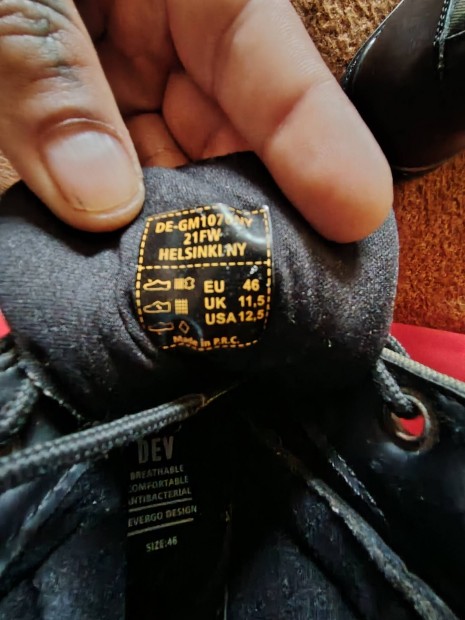 21FW
HELSINKI NY
EU 46
UK 11,5
USA 12,5
Made in P.R.C.
DEV
BREATHABLE
COMFORTABLE
ANTIBACTERIAL
EVERGO DESIGN
SIZE:46